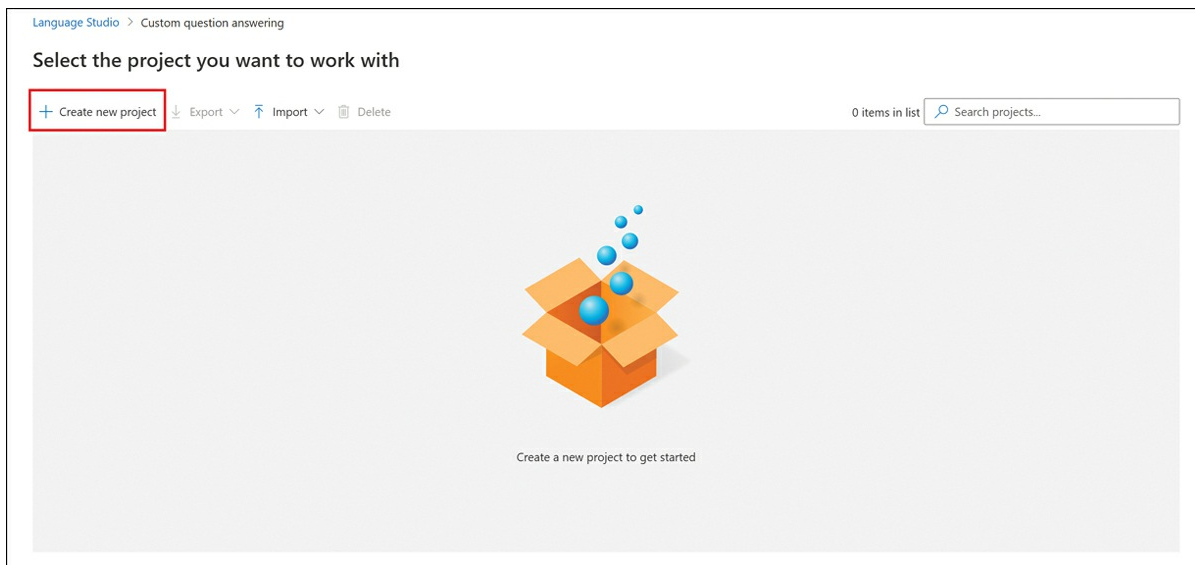 Language Studio > Custom question answering
Select the project you want to work with
+ Create new project Export Import Delete 0 items in list Search projects...
Create a new project to get started